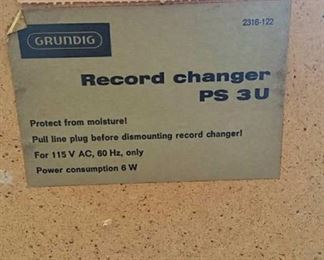 GRUNDIG
2316-122
Record changer
PS 3 U
Protect from moisture!
Pull line plug before dismounting record changer!
For 115 V AC, 60 Hz, only
Power consumption 6 W